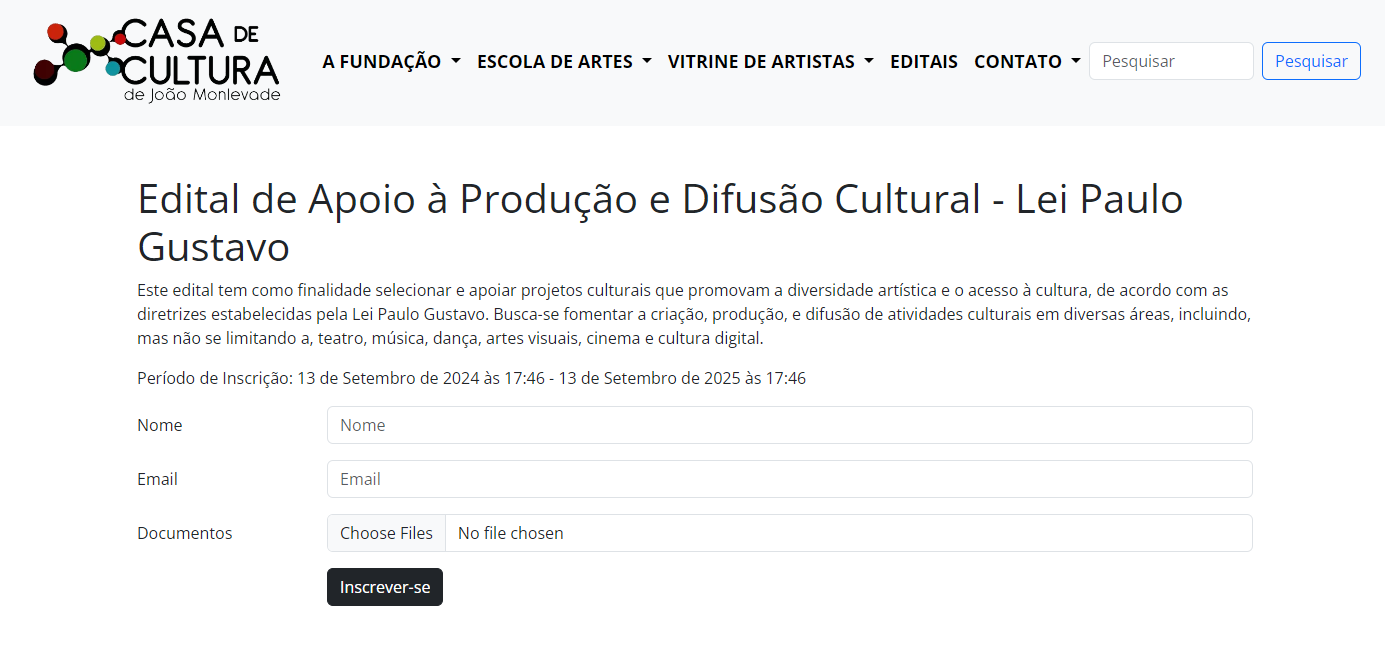 CASA DE
CULTURA
de João Monlevade
A FUNDAÇÃO
ESCOLA DE ARTES
VITRINE DE ARTISTAS
EDITAIS
CONTATO
Pesquisar
Pesquisar
Edital de Apoio à Produção e Difusão Cultural - Lei Paulo
Gustavo
Este edital tem como finalidade selecionar e apoiar projetos culturais que promovam a diversidade artística e o acesso à cultura, de acordo com as
diretrizes estabelecidas pela Lei Paulo Gustavo. Busca-se fomentar a criação, produção, e difusão de atividades culturais em diversas áreas, incluindo,
mas não se limitando a, teatro, música, dança, artes visuais, cinema e cultura digital.
Período de Inscrição: 13 de Setembro de 2024 às 17:46 - 13 de Setembro de 2025 às 17:46
Nome
Nome
Email
Email
Documentos
Choose Files No file chosen
Inscrever-se